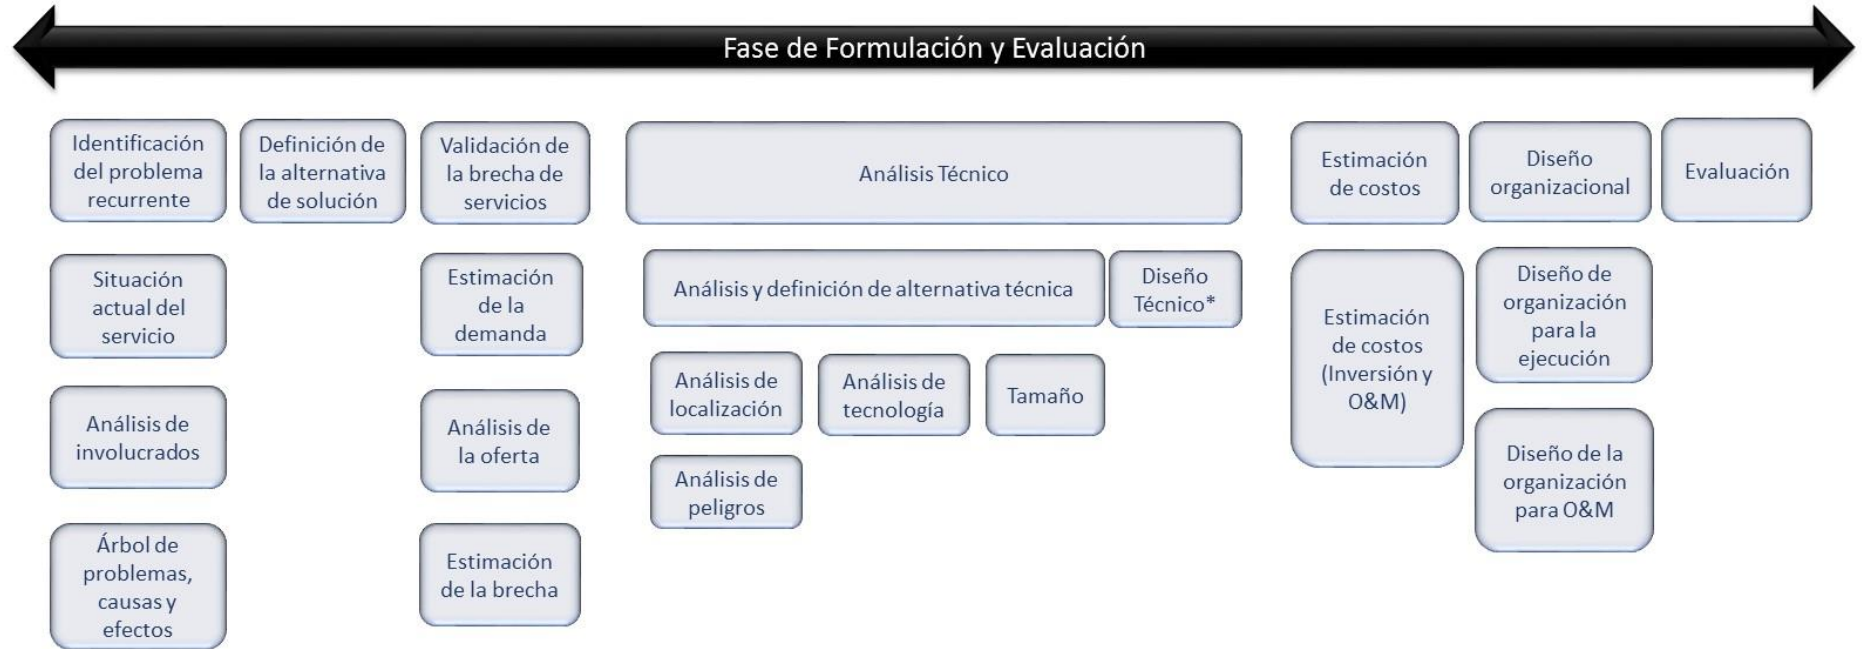 Fase de Formulación y Evaluación
Identificación
del problema
recurrente
Definición de
la alternativa
de solución
Validación de
la brecha de
servicios
Análisis Técnico
Estimación
de costos
Diseño
organizacional
Evaluación
Situación
actual del
servicio
Análisis de
involucrados
Árbol de
problemas,
causas y
efectos
Estimación
de la
demanda
Análisis de
la oferta
Estimación
de la brecha
Análisis y definición de alternativa técnica
Diseño
Técnico*
Análisis de
localización
Análisis de
tecnología
Tamaño
Análisis de
peligros
Estimación
de costos
(Inversión y
O&M)
Diseño de
organización
para la
ejecución
Diseño de la
organización
para O&M